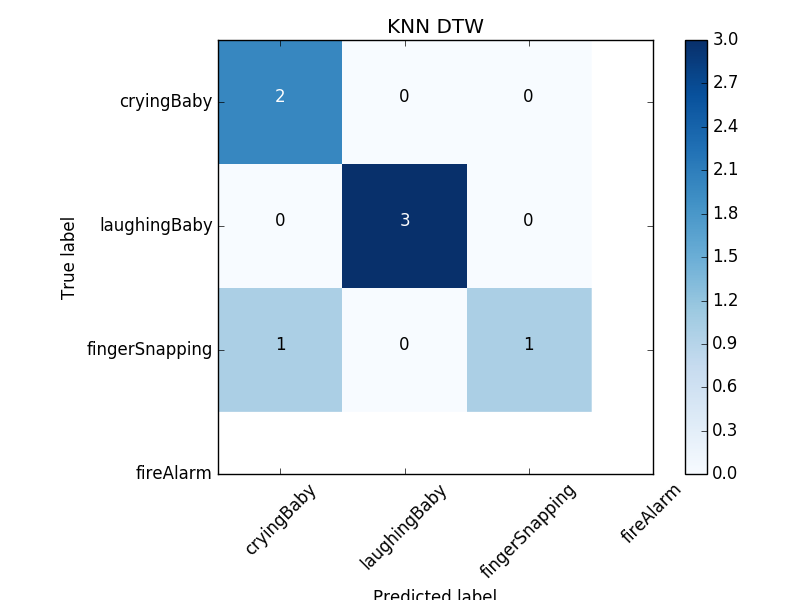 KNN DTW
cryingBaby
2 0 0
laughingBaby
0 3 0
fingerSnapping
1 0 1
fireAlarm
True label
cryingBaby
laughingBaby
fingerSnapping
fireAlarm
Predicted label
3.0
2.7
2.4
2.1
1.8
1.5
1.2
0.9
0.6
0.3
0.0